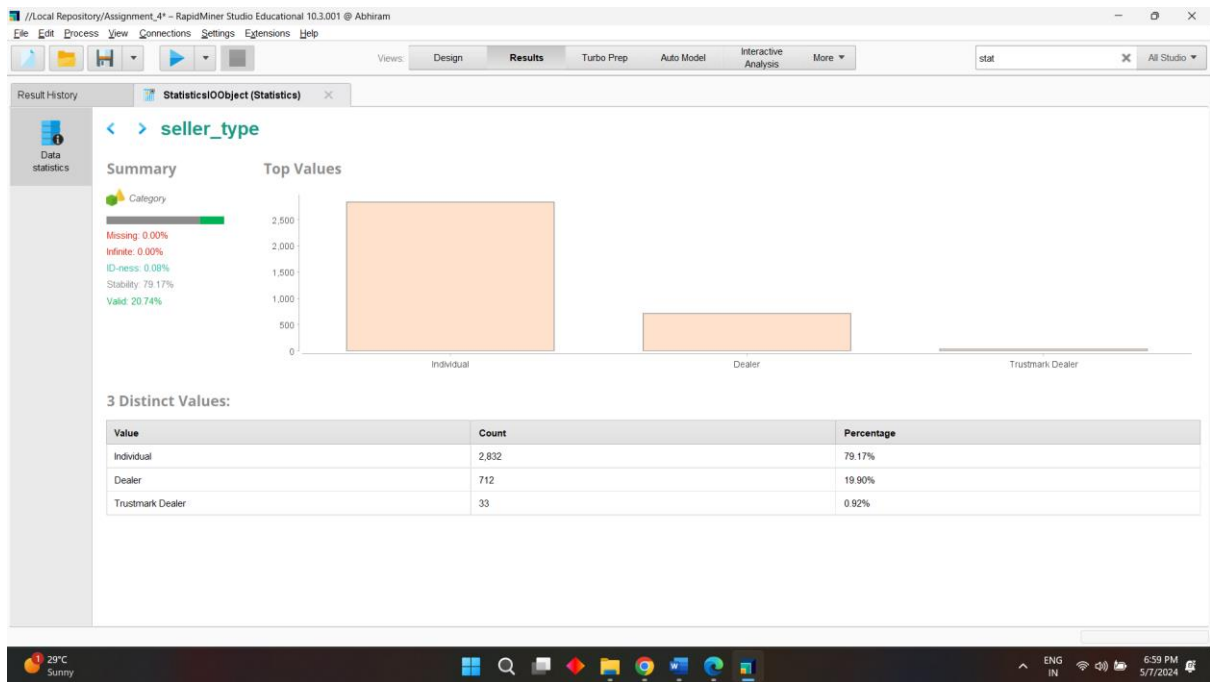 //Local Repository/Assignment_4* – RapidMiner Studio Educational 10.3.001 @ Abhiram
File Edit Process View Connections Settings Extensions Help
Views: Design Results Turbo Prep Auto Model Interactive Analysis More stat All Studio
Result History StatisticsIOObject (Statistics)
Data statistics
seller_type
Summary
Category
Missing: 0.00%
Infinite: 0.00%
ID-ness: 0.08%
Stability: 79.17%
Valid: 20.74%
Top Values
2,500
2,000
1,500
1,000
500
0
Individual Dealer Trustmark Dealer
3 Distinct Values:
Value Count Percentage
Individual 2,832 79.17%
Dealer 712 19.90%
Trustmark Dealer 33 0.92%
1 29°C
Sunny
ENG
IN
6:59 PM
5/7/2024